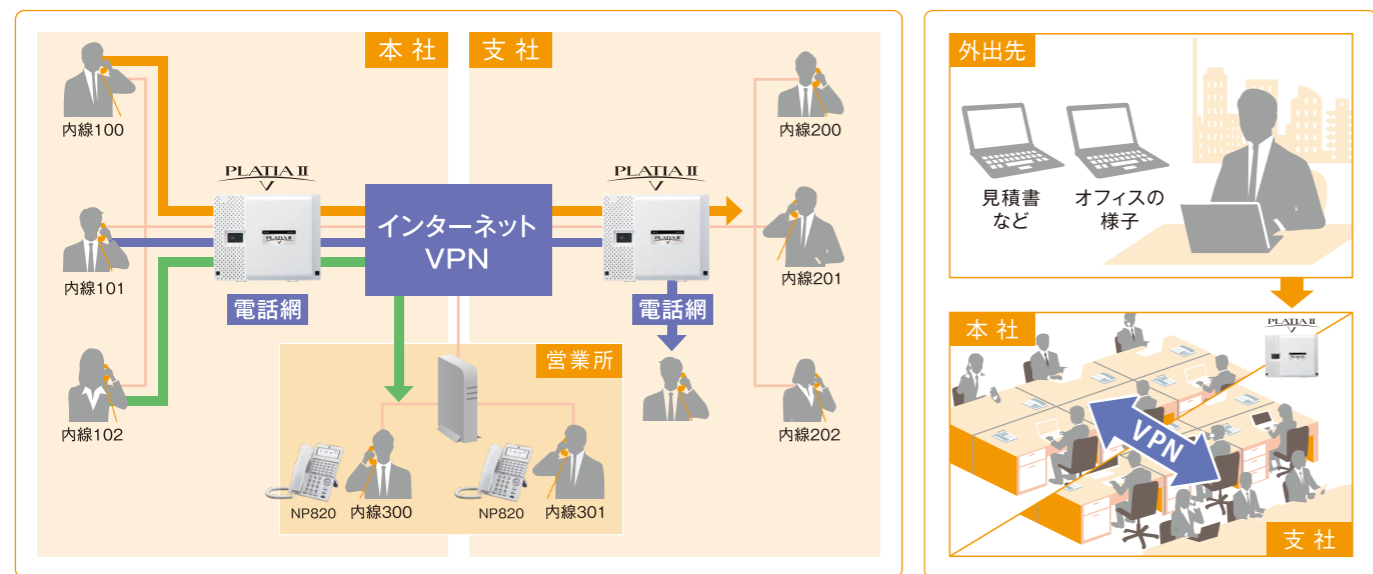 本社
支社
内線100
内線200
PLATIA II
PLATIA II
PLATIA II
PLATIA II
インターネット
VPN
内線101
内線201
電話網
電話網
営業所
内線102
内線202
NP820
内線300
NP820
内線301
外出先
見積書
など
オフィスの
様子
本社
PLATIA II
VPN
支社